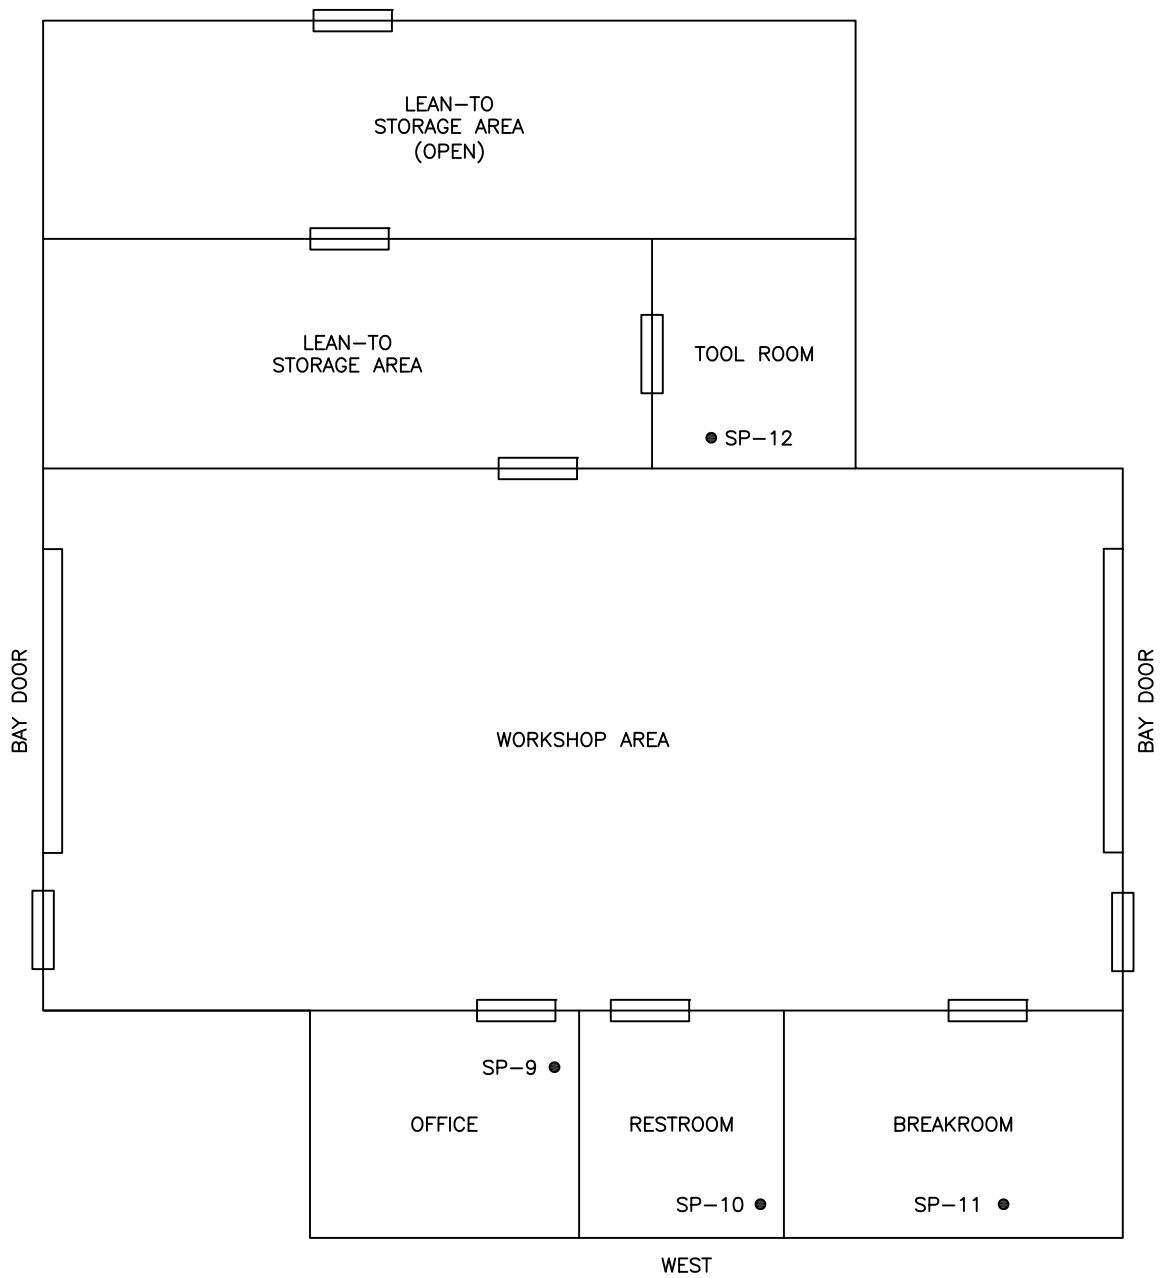 LEAN-TO
STORAGE AREA
(OPEN)
LEAN-TO
STORAGE AREA
TOOL ROOM
SP-12
BAY DOOR
WORKSHOP AREA
BAY DOOR
SP-9
OFFICE
RESTROOM
BREAKROOM
SP-10
SP-11
WEST